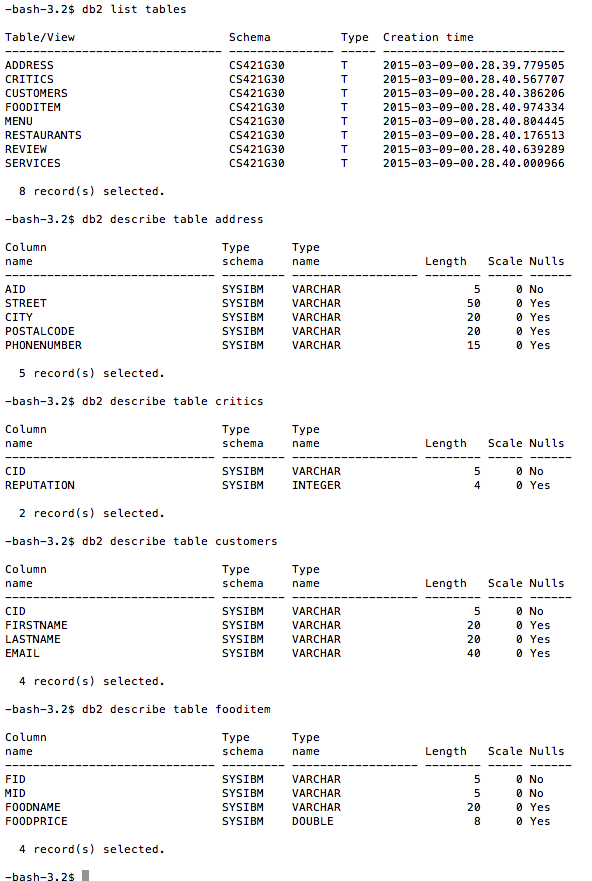 -bash-3.2$ db2 list tables
Table/View                      Schema          Type  Creation time
------------------------------- --------------- ----- --------------------------
ADDRESS                         CS421G30        T     2015-03-09-00.28.39.779505
CRITICS                         CS421G30        T     2015-03-09-00.28.40.567707
CUSTOMERS                       CS421G30        T     2015-03-09-00.28.40.386206
FOODITEM                        CS421G30        T     2015-03-09-00.28.40.974334
MENU                            CS421G30        T     2015-03-09-00.28.40.804445
RESTAURANTS                     CS421G30        T     2015-03-09-00.28.40.176513
REVIEW                          CS421G30        T     2015-03-09-00.28.40.639289
SERVICES                        CS421G30        T     2015-03-09-00.28.40.000966
  8 record(s) selected.
-bash-3.2$ db2 describe table address
Column                         Type      Type
name                           schema    name               Length   Scale Nulls
------------------------------ --------- ------------------ -------- ----- ------
AID                            SYSIBM    VARCHAR                   5     0 No
STREET                         SYSIBM    VARCHAR                  50     0 Yes
CITY                           SYSIBM    VARCHAR                  20     0 Yes
POSTALCODE                     SYSIBM    VARCHAR                  20     0 Yes
PHONENUMBER                    SYSIBM    VARCHAR                  15     0 Yes
  5 record(s) selected.
-bash-3.2$ db2 describe table critics
Column                         Type      Type
name                           schema    name               Length   Scale Nulls
------------------------------ --------- ------------------ -------- ----- ------
CID                            SYSIBM    VARCHAR                   5     0 No
REPUTATION                     SYSIBM    INTEGER                   4     0 Yes
  2 record(s) selected.
-bash-3.2$ db2 describe table customers
Column                         Type      Type
name                           schema    name               Length   Scale Nulls
------------------------------ --------- ------------------ -------- ----- ------
CID                            SYSIBM    VARCHAR                   5     0 No
FIRSTNAME                      SYSIBM    VARCHAR                  20     0 Yes
LASTNAME                       SYSIBM    VARCHAR                  20     0 Yes
EMAIL                          SYSIBM    VARCHAR                  40     0 Yes
  4 record(s) selected.
-bash-3.2$ db2 describe table fooditem
Column                         Type      Type
name                           schema    name               Length   Scale Nulls
------------------------------ --------- ------------------ -------- ----- ------
FID                            SYSIBM    VARCHAR                   5     0 No
MID                            SYSIBM    VARCHAR                   5     0 No
FOODNAME                       SYSIBM    VARCHAR                  20     0 Yes
FOODPRICE                      SYSIBM    DOUBLE                    8     0 Yes
  4 record(s) selected.
-bash-3.2$